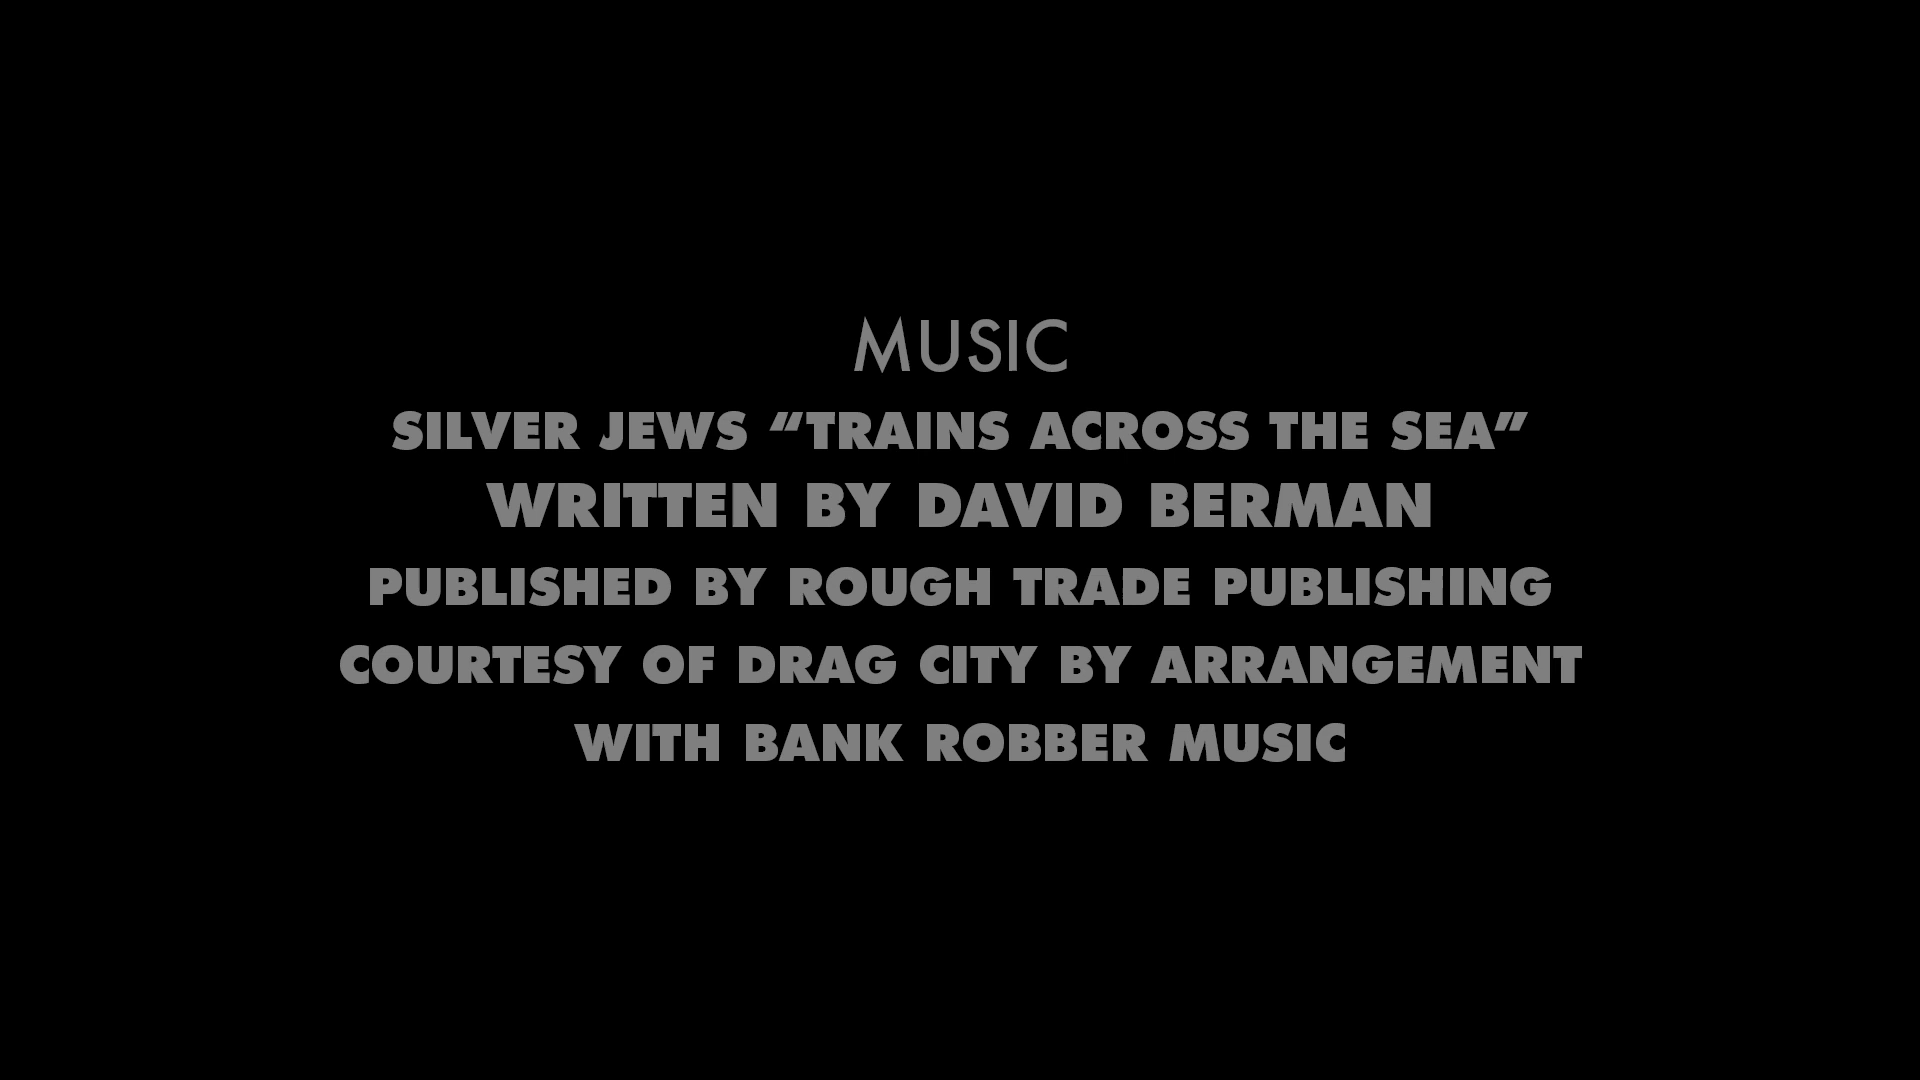 MUSIC
SILVER JEWS “TRAINS ACROSS THE SEA”
WRITTEN BY DAVID BERMAN
PUBLISHED BY ROUGH TRADE PUBLISHING
COURTESY OF DRAG CITY BY ARRANGEMENT
WITH BANK ROBBER MUSIC